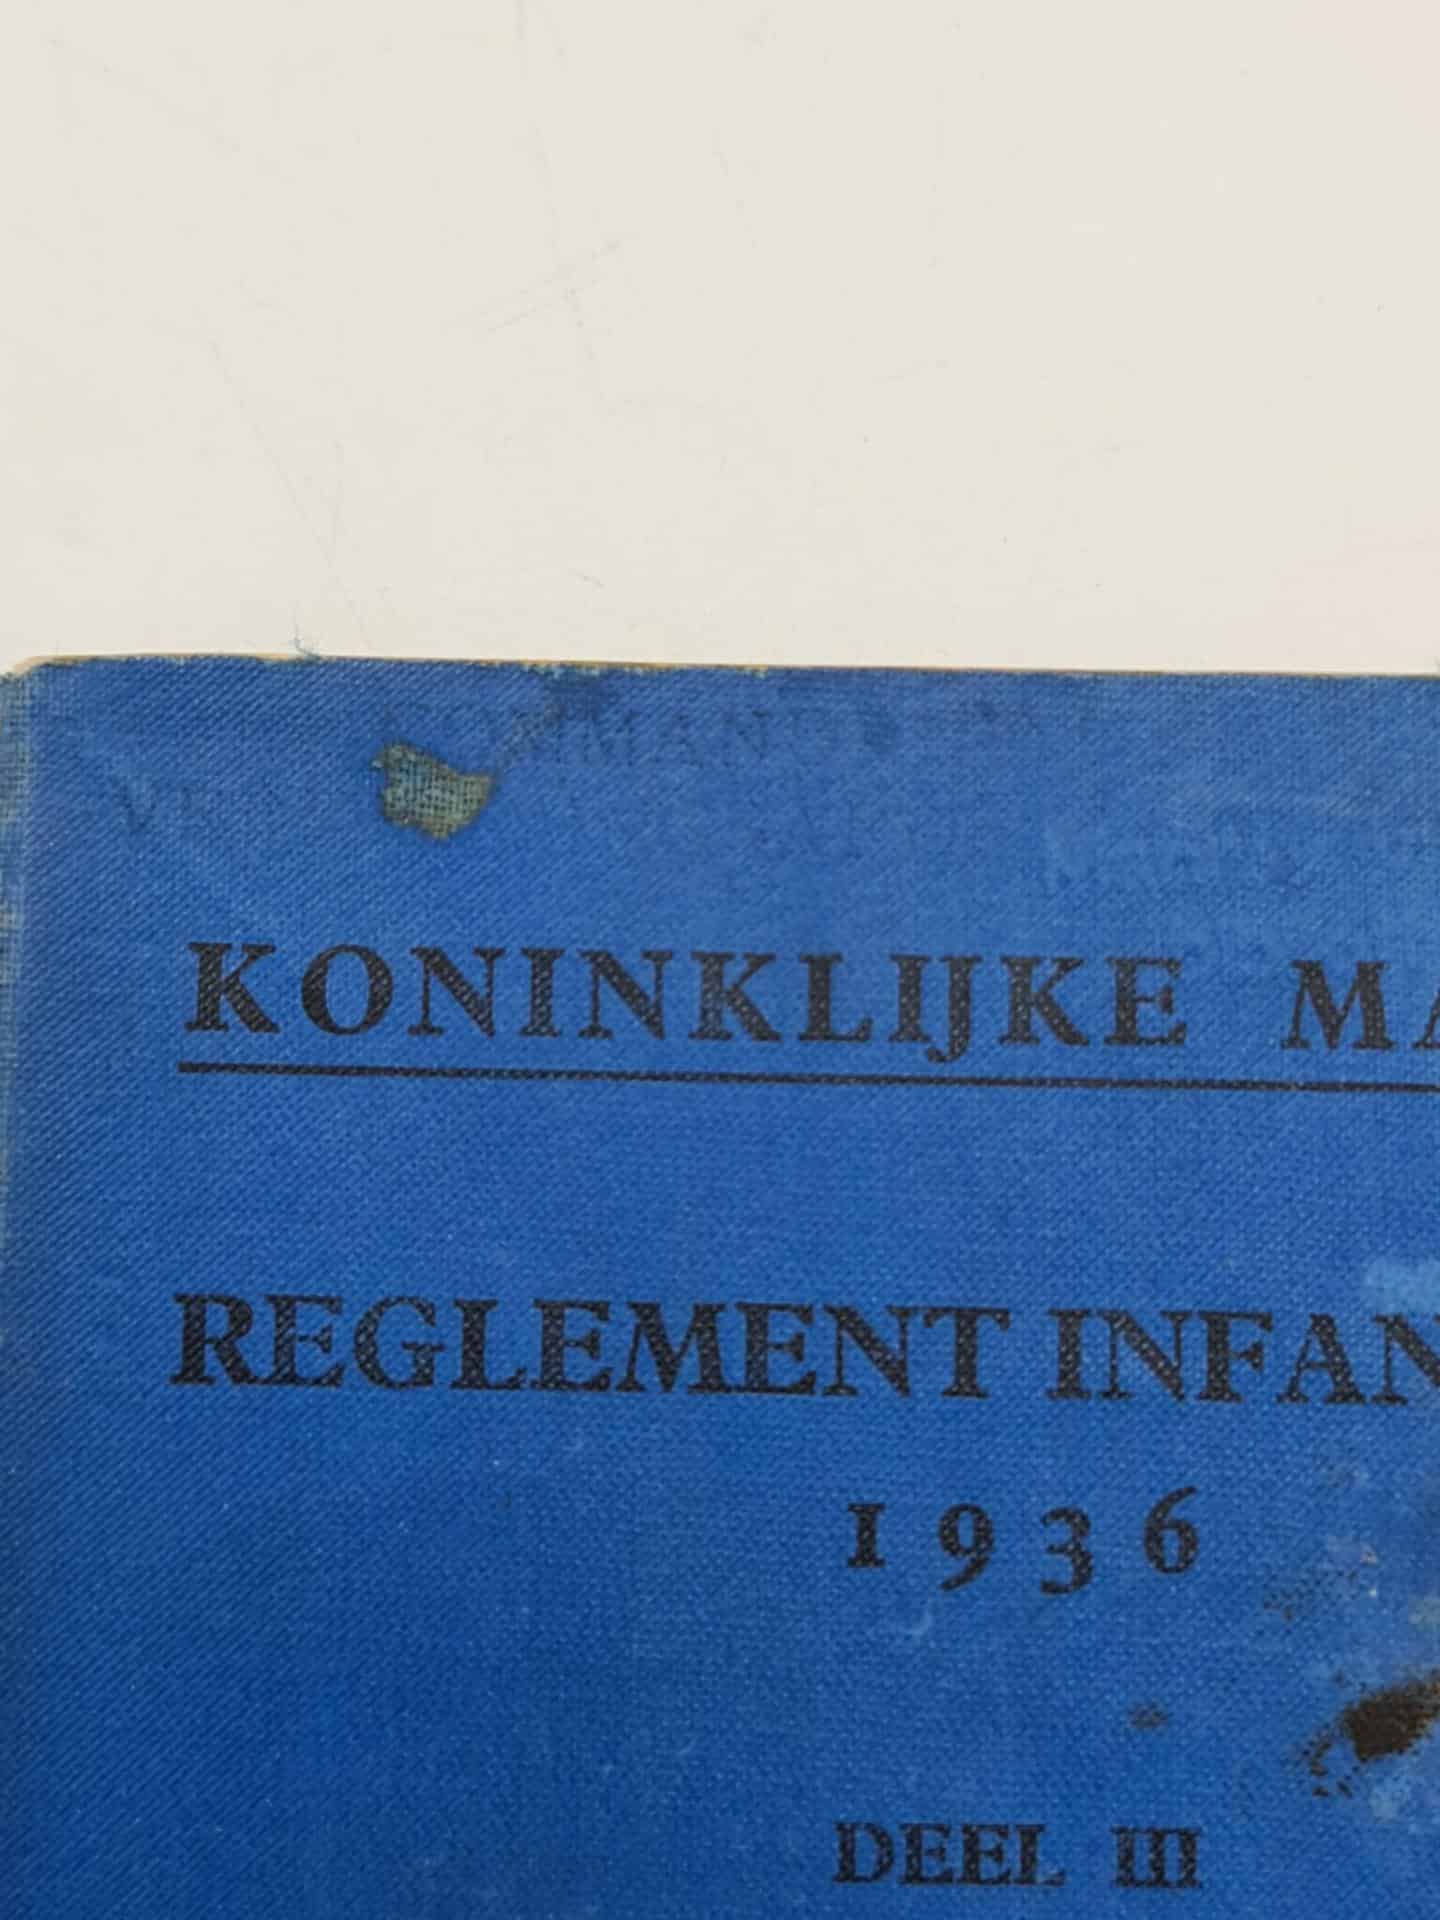 KONINKLIJKE MA
REGLEMENT INFAN
1936
DEEL III